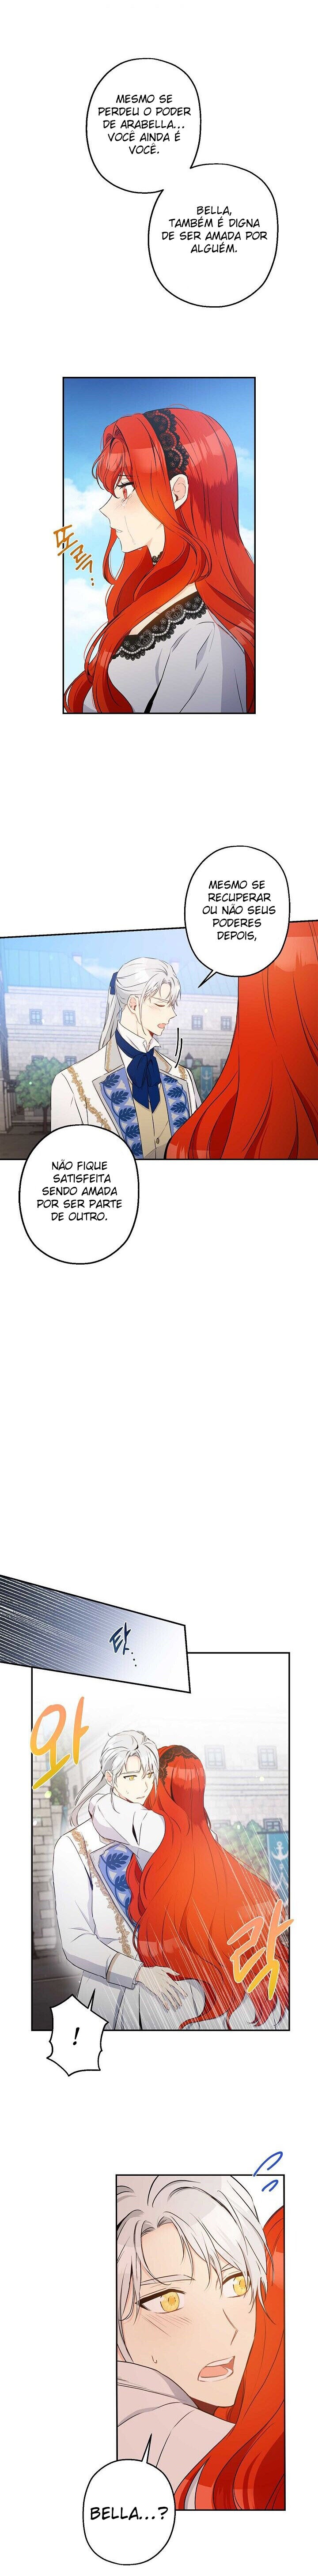 MESMO SE
PERDEU O PODER
DE ARABELLA...
VOCÊ AINDA É
VOCÊ.
BELLA,
TAMBÉM É DIGNA
DE SER AMADA POR
ALGUÉM.
또르륵...
MESMO SE
RECUPERAR
OU NÃO SEUS
PODERES
DEPOIS,
NÃO FIQUE
SATISFEITA
SENDO AMADA
POR SER PARTE
DE OUTRO.
탁...
와
락
!
BELLA...?